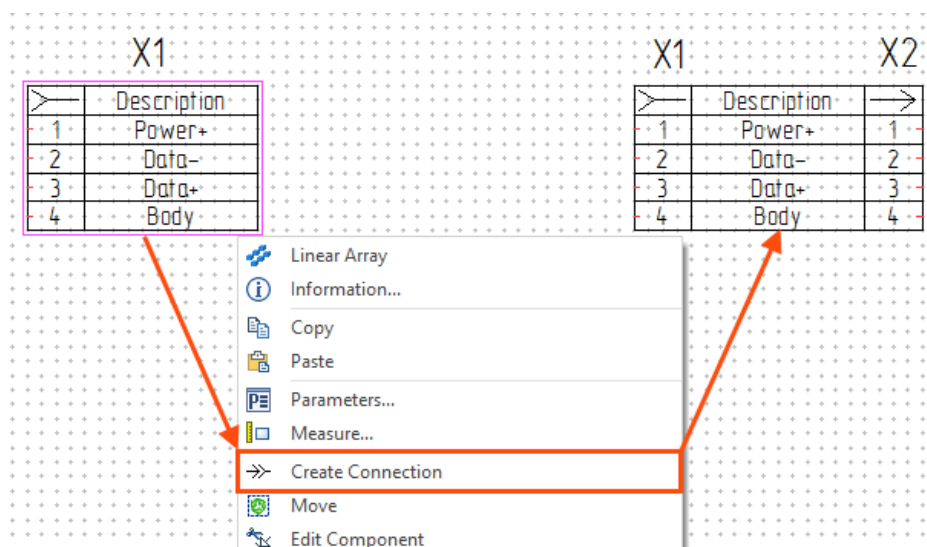 X1
Description
1 Power+
2 Data-
3 Data+
4 Body
X1 X2
Description
1 Power+ 1
2 Data- 2
3 Data+ 3
4 Body 4
Linear Array
Information...
Copy
Paste
Parameters...
Measure...
Create Connection
Move
Edit Component